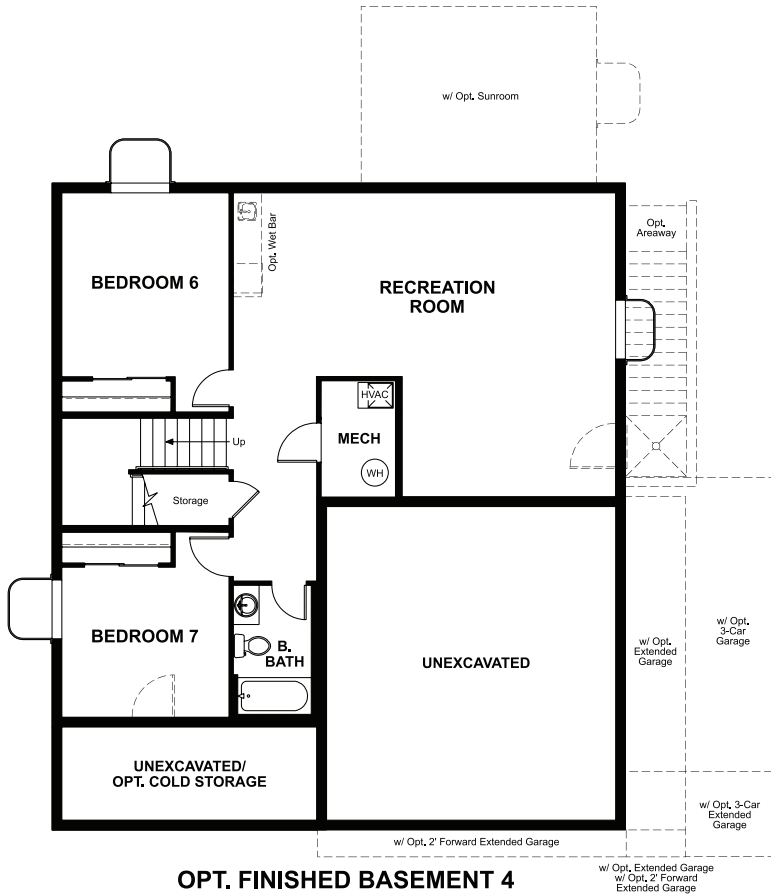 w/ Opt. Sunroom
Opt.
Areaway
Opt. Wet Bar
BEDROOM 6
RECREATION
ROOM
HVAC
MECH
WH
Up
Storage
BEDROOM 7
B.
BATH
UNEXCAVATED
w/ Opt.
Extended
Garage
w/ Opt.
3-Car
Garage
UNEXCAVATED/
OPT. COLD STORAGE
w/ Opt. 3-Car
Extended
Garage
w/ Opt. 2' Forward Extended Garage
w/ Opt. Extended Garage
w/ Opt. 2' Forward
Extended Garage
OPT. FINISHED BASEMENT 4